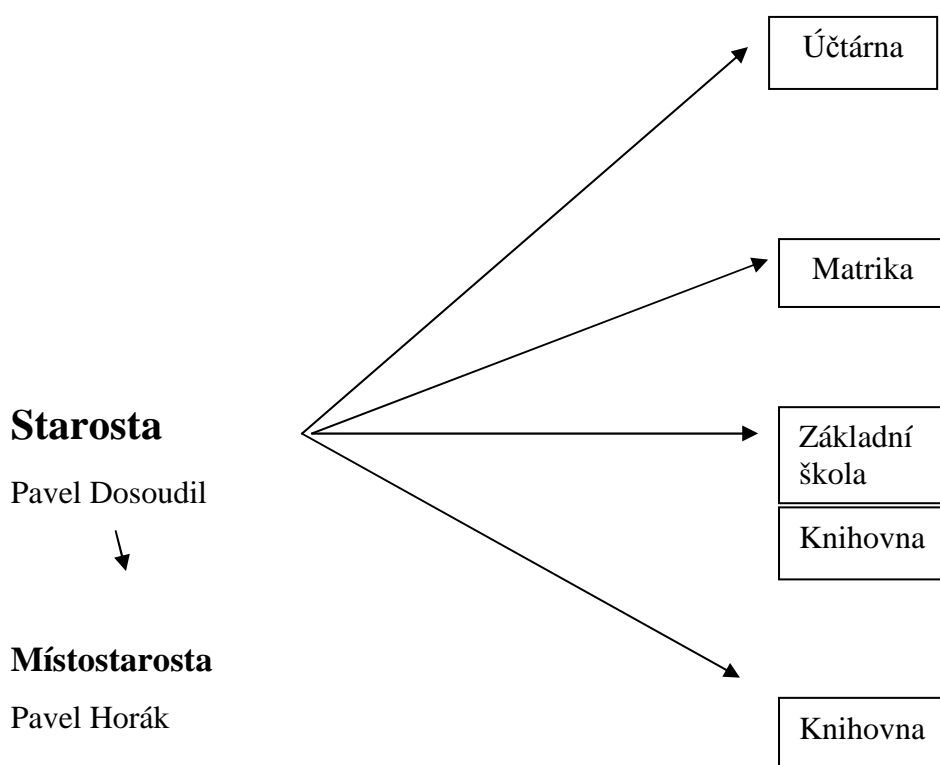 Účtárna
Matrika
Starosta
Pavel Dosoudil
Základní
škola
Knihovna
Místostarosta
Pavel Horák
Knihovna